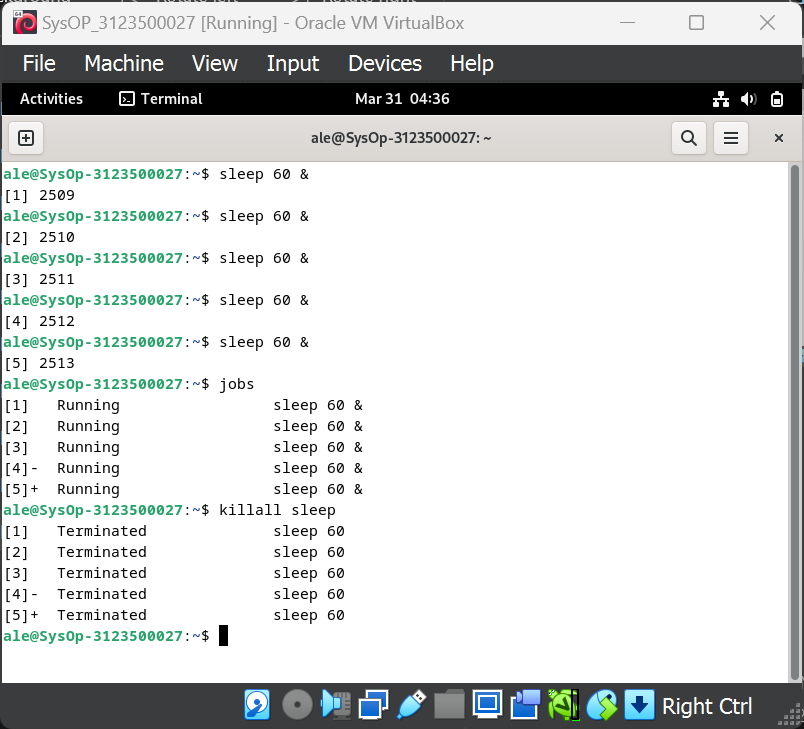 SysOP_3123500027 [Running] - Oracle VM VirtualBox
File Machine View Input Devices Help
Activities Terminal Mar 31 04:36
ale@SysOp-3123500027: ~
ale@SysOp-3123500027:~$ sleep 60 &
[1] 2509
ale@SysOp-3123500027:~$ sleep 60 &
[2] 2510
ale@SysOp-3123500027:~$ sleep 60 &
[3] 2511
ale@SysOp-3123500027:~$ sleep 60 &
[4] 2512
ale@SysOp-3123500027:~$ sleep 60 &
[5] 2513
ale@SysOp-3123500027:~$ jobs
[1]   Running                 sleep 60 &
[2]   Running                 sleep 60 &
[3]   Running                 sleep 60 &
[4]-  Running                 sleep 60 &
[5]+  Running                 sleep 60 &
ale@SysOp-3123500027:~$ killall sleep
[1]   Terminated              sleep 60
[2]   Terminated              sleep 60
[3]   Terminated              sleep 60
[4]-  Terminated              sleep 60
[5]+  Terminated              sleep 60
ale@SysOp-3123500027:~$
Right Ctrl